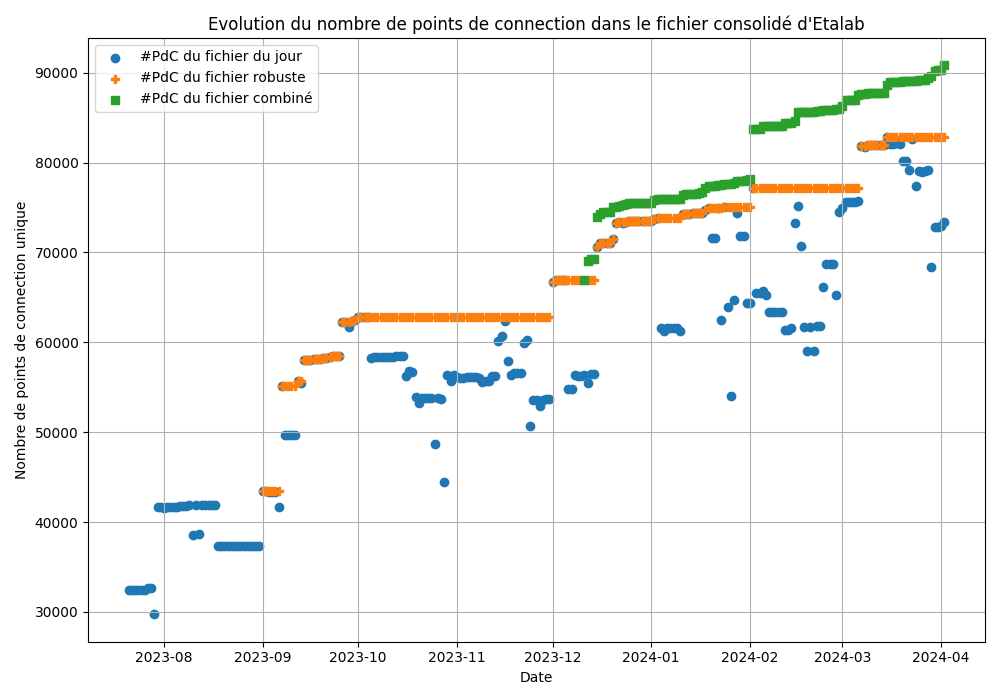 Evolution du nombre de points de connection dans le fichier consolidé d'Etalab
#PdC du fichier du jour
#PdC du fichier robuste
#PdC du fichier combiné
Nombre de points de connection unique
90000
80000
70000
60000
50000
40000
30000
2023-08 2023-09 2023-10 2023-11 2023-12 2024-01 2024-02 2024-03 2024-04
Date